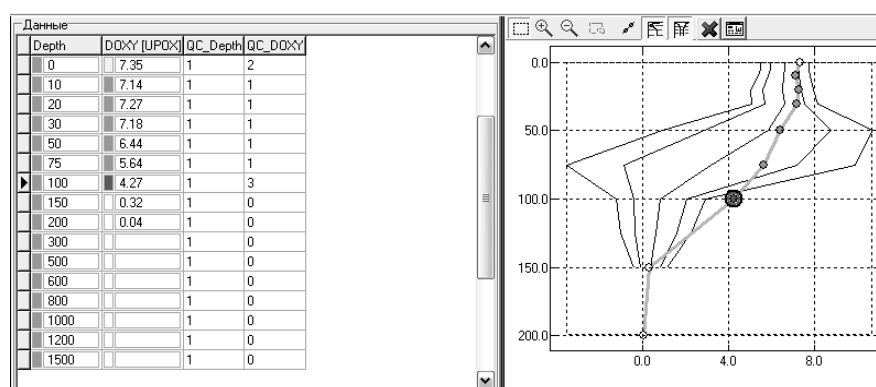 Данные
Depth DOXY [UPOX] QC_Depth QC_DOXY
0 7.35 1 2
10 7.14 1 1
20 7.27 1 1
30 7.18 1 1
50 6.44 1 1
75 5.64 1 1
100 4.27 1 3
150 0.32 1 0
200 0.04 1 0
300 1 0
500 1 0
600 1 0
800 1 0
1000 1 0
1200 1 0
1500 1 0
0.0
50.0
100.0
150.0
200.0
0.0 4.0 8.0